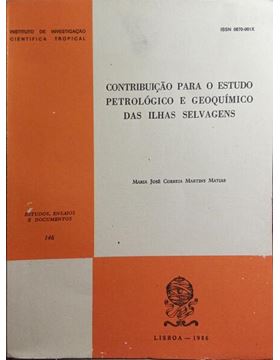 INSTITUTO DE INVESTIGAÇÃO
CIENTÍFICA TROPICAL
ISSN 0870-001X
CONTRIBUIÇÃO PARA O ESTUDO
PETROLÓGICO E GEOQUÍMICO
DAS ILHAS SELVAGENS
MARIA JOSÉ CORREIA MARTINS MATIAS
ESTUDOS, ENSAIOS
E DOCUMENTOS
146
LISBOA — 1986